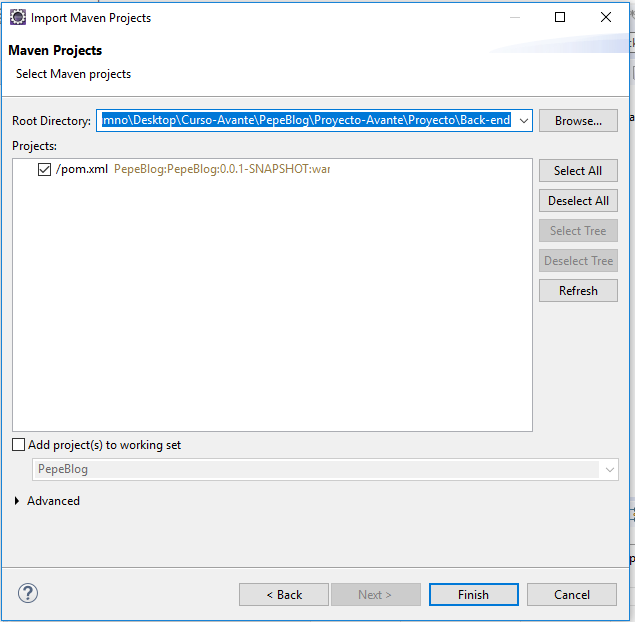 Import Maven Projects
Maven Projects
Select Maven projects
Root Directory: mno\Desktop\Curso-Avante\PepeBlog\Proyecto-Avante\Proyecto\Back-end Browse...
Projects:
/pom.xml PepeBlog:PepeBlog:0.0.1-SNAPSHOT:war
Select All
Deselect All
Select Tree
Deselect Tree
Refresh
Add project(s) to working set
PepeBlog
Advanced
? < Back Next > Finish Cancel